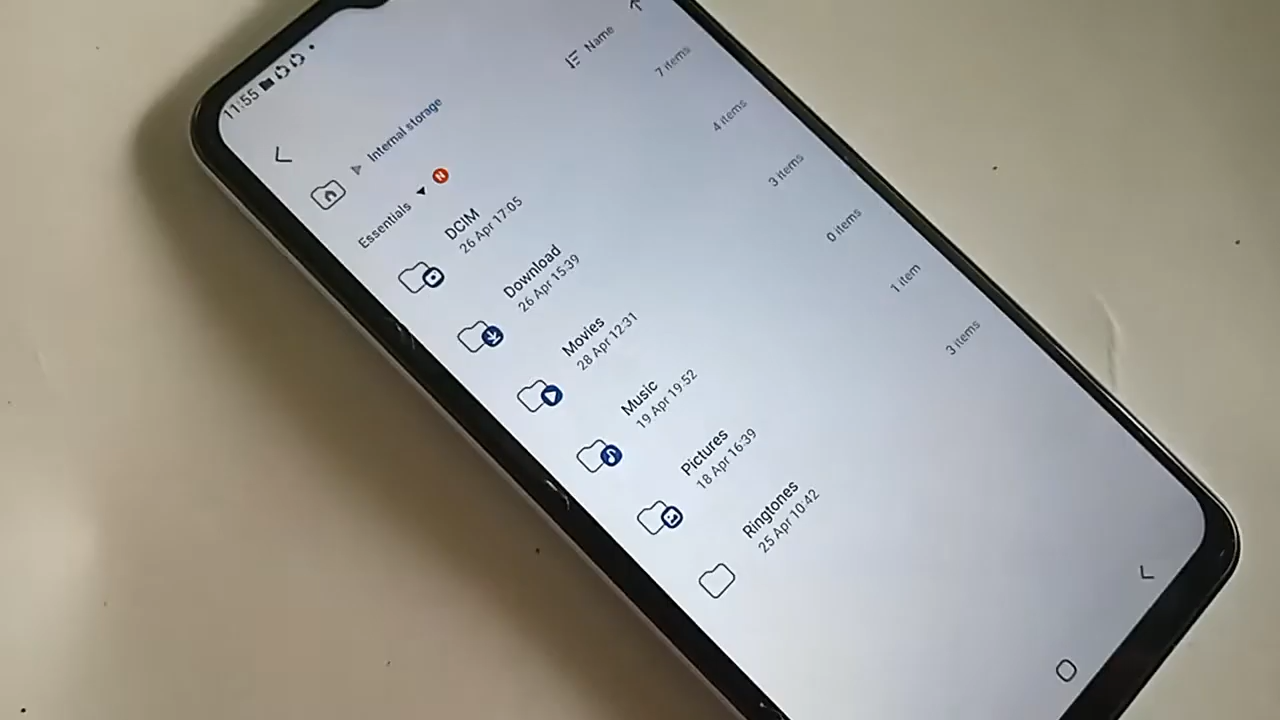 11:55
Internal storage
Essentials
N
Name
DCIM
26 Apr 17:05
7 items
Download
26 Apr 15:39
4 items
Movies
28 Apr 12:31
3 items
Music
19 Apr 19:52
0 items
Pictures
18 Apr 16:39
1 item
Ringtones
25 Apr 10:42
3 items